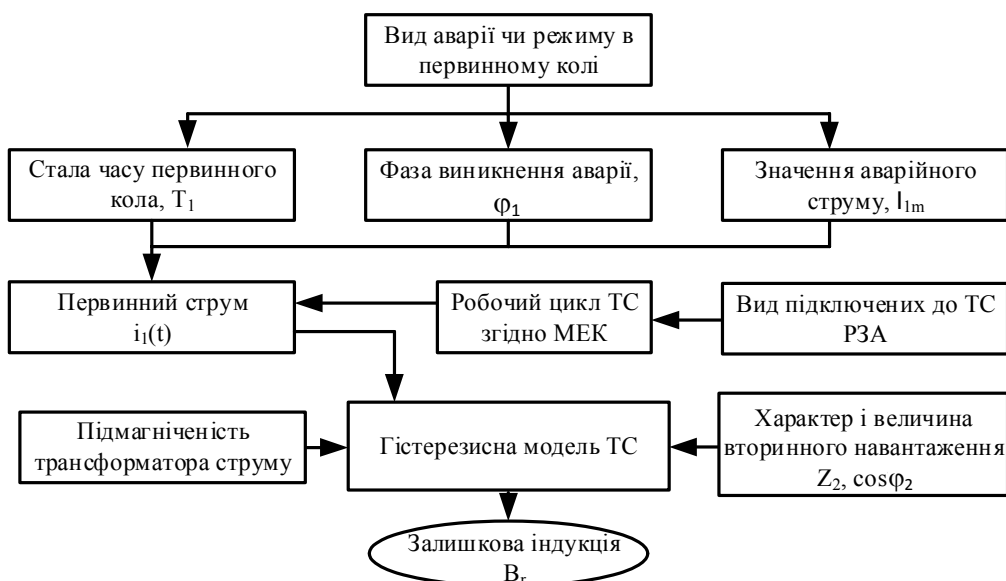 Вид аварії чи режиму в
первинному колі
Стала часу первинного
кола, T₁
Фаза виникнення аварії,
φ₁
Значення аварійного
струму, I₁ₘ
Первинний струм
i₁(t)
Робочий цикл ТС
згідно МЕК
Вид підключених до ТС
РЗА
Підмагніченість
трансформатора струму
Гістерезисна модель ТС
Характер і величина
вторинного навантаження
Z₂, cosφ₂
Залишкова індукція
Bᵣ